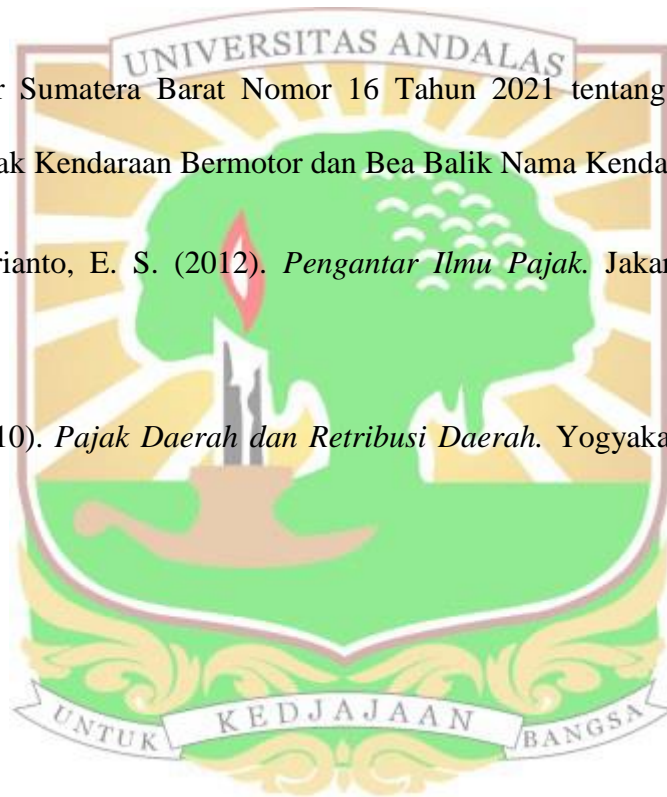 UNIVERSITAS ANDALAS
r Sumatera Barat Nomor 16 Tahun 2021 tentang
ak Kendaraan Bermotor dan Bea Balik Nama Kenda
rianto, E. S. (2012). Pengantar Ilmu Pajak. Jakar
10). Pajak Daerah dan Retribusi Daerah. Yogyaka
UNTUK KEDJAJAAN BANGSA